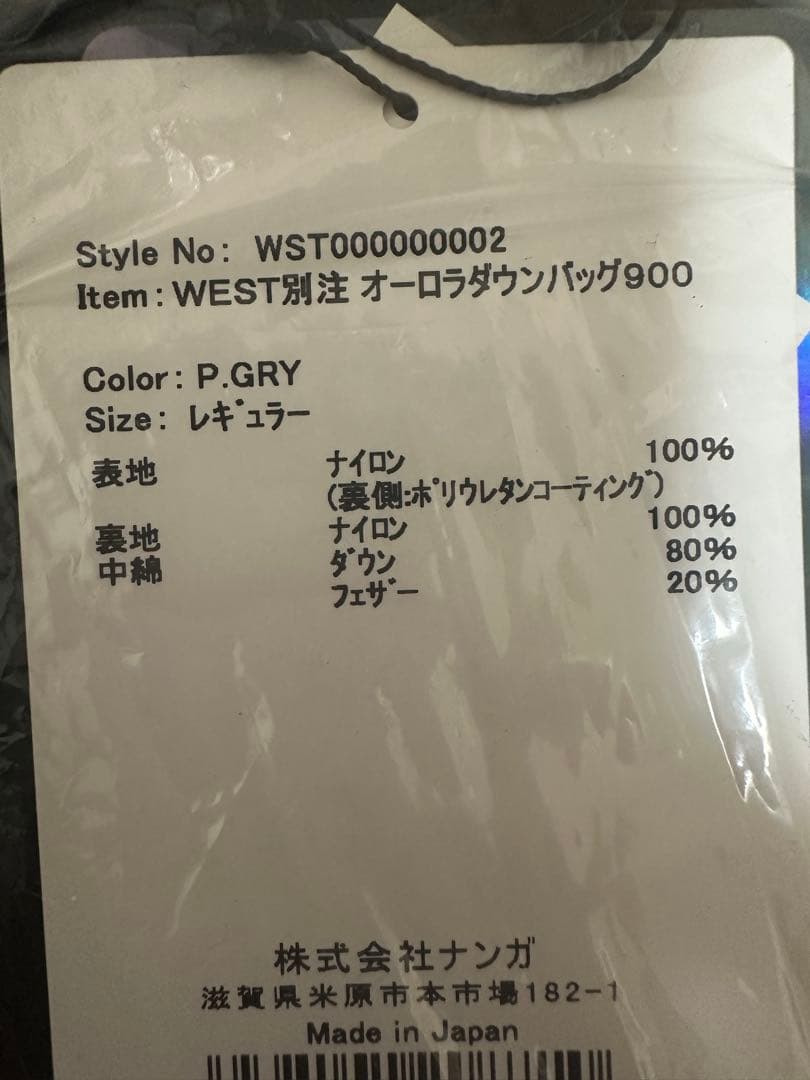 Style No: WST000000002
Item:WEST別注 オーロラダウンバッグ900
Color: P.GRY
Size: レギュラー
表地 ナイロン 100%
(裏側:ポリウレタンコーティング)
裏地 ナイロン 100%
中綿 ダウン 80%
フェザー 20%
株式会社ナンガ
滋賀県米原市本市場182-1
Made in Japan